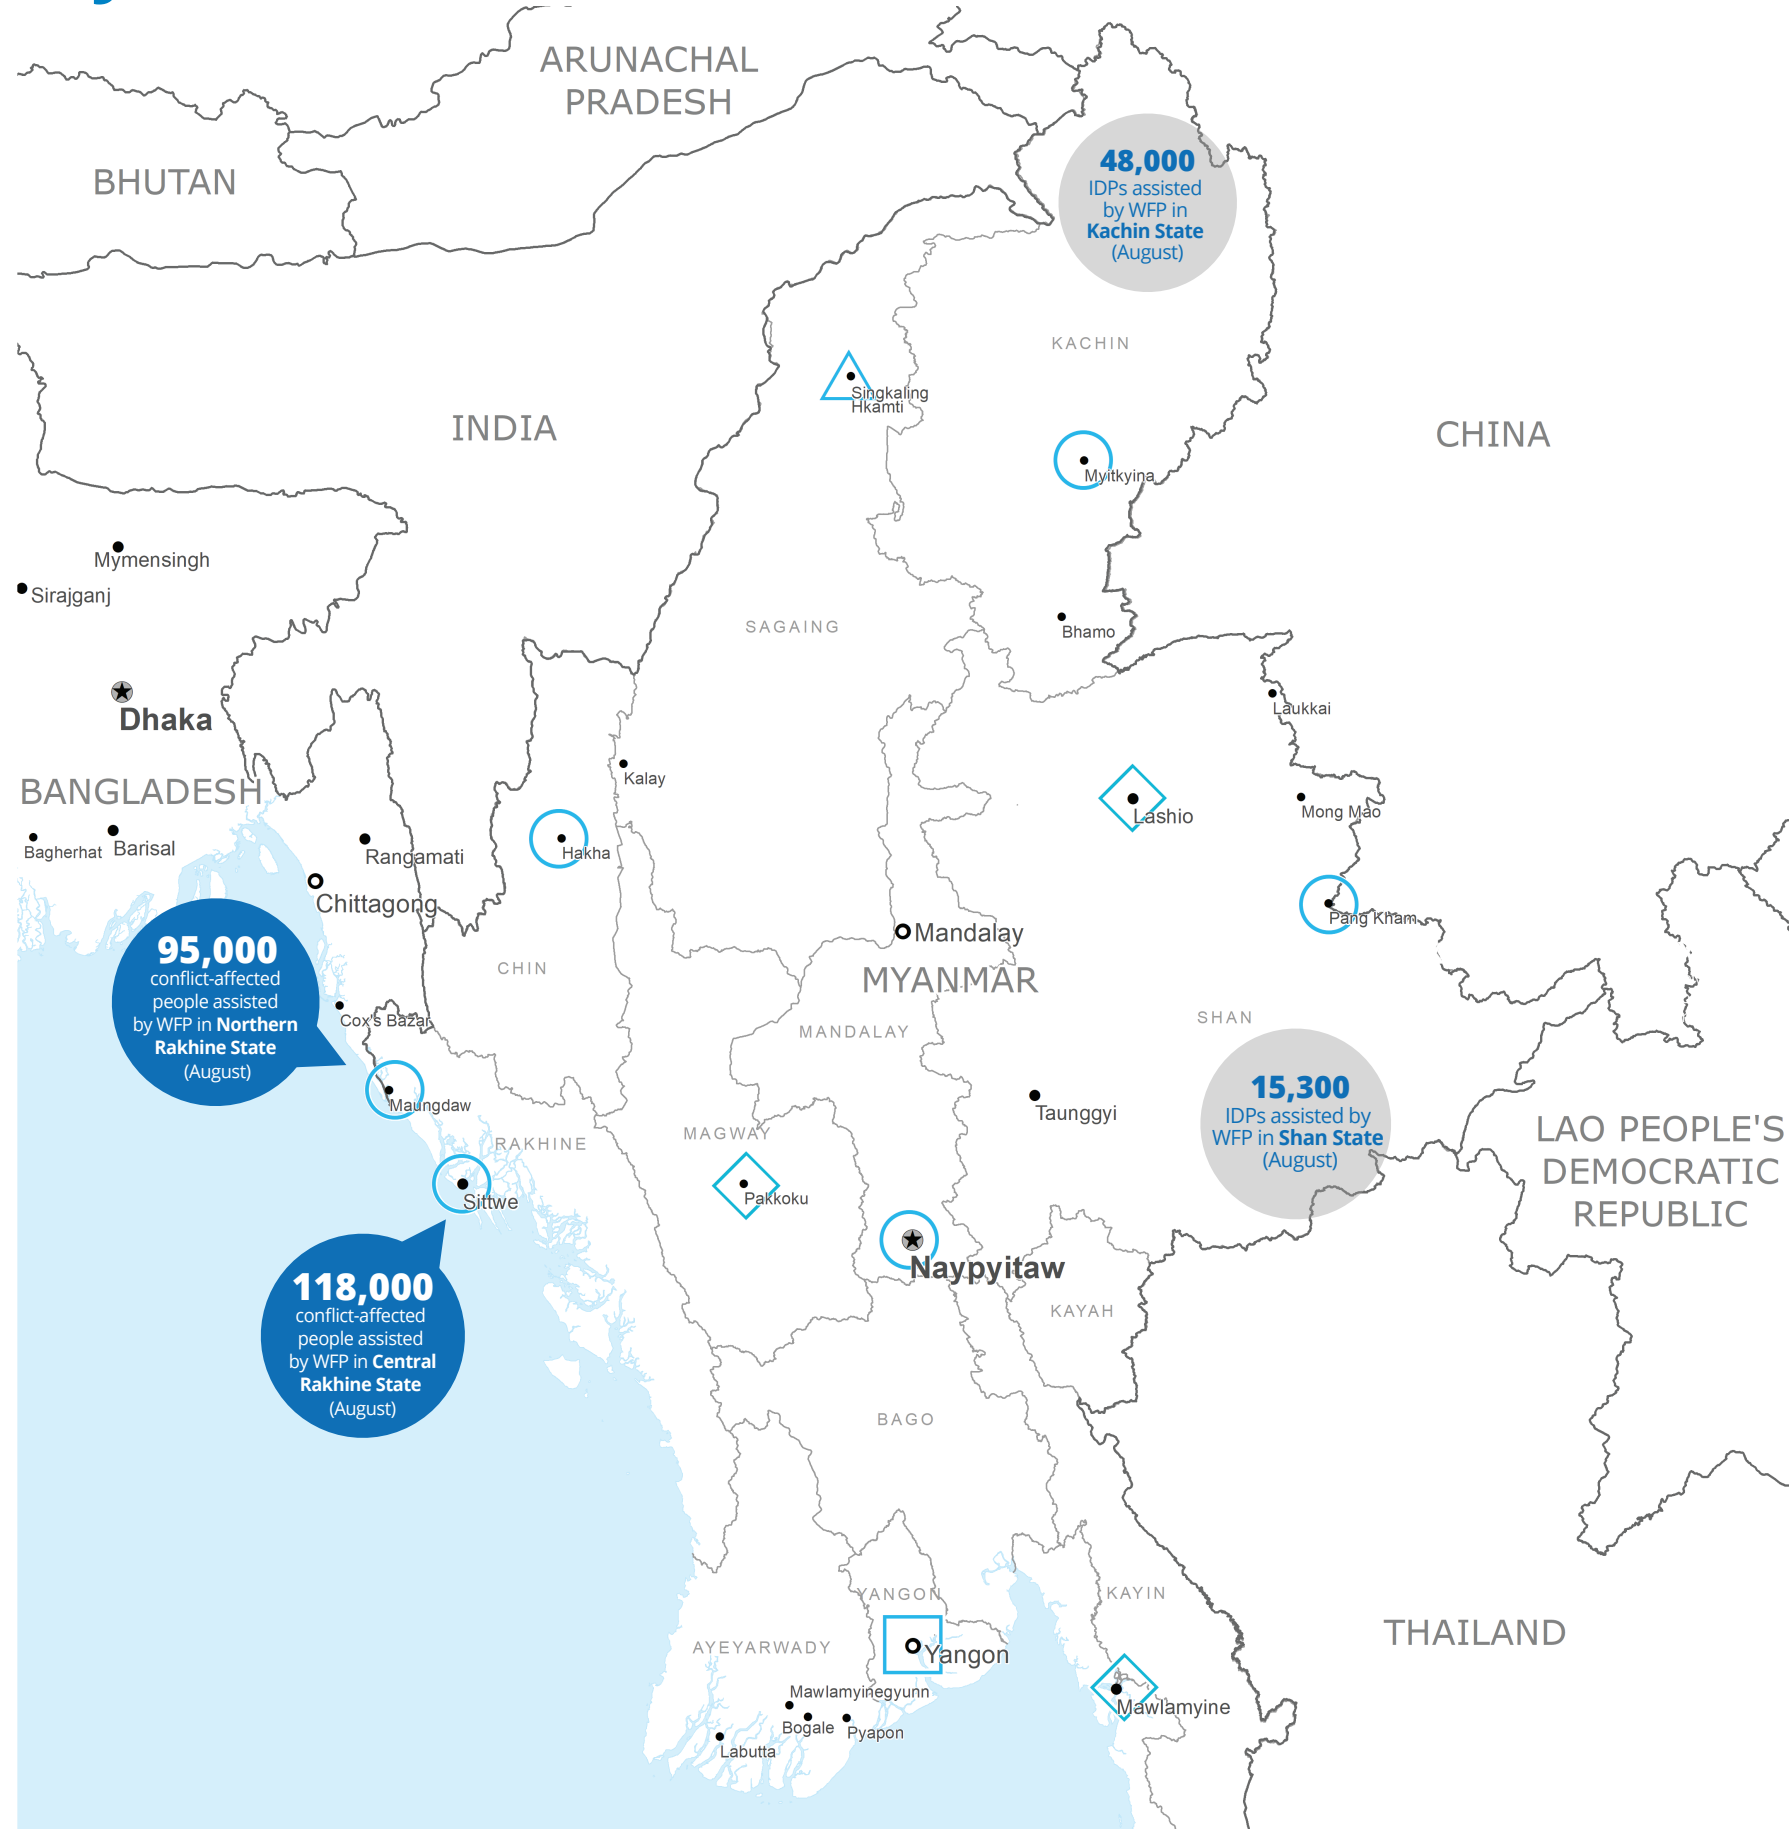 ARUNACHAL
PRADESH
BHUTAN
48,000
IDPs assisted
by WFP in
Kachin State
(August)
KACHIN
Singkaling
Hkamti
INDIA
CHINA
Myitkyina
Mymensingh
Sirajganj
SAGAING
Bhamo
Dhaka
Laukkai
Kalay
BANGLADESH
Lashio
Mong Mao
Bagherhat
Barisal
Rangamati
Hakha
Chittagong
Pang Kham
Mandalay
95,000
conflict-affected
people assisted
by WFP in Northern
Rakhine State
(August)
CHIN
MYANMAR
Cox's Bazar
MANDALAY
SHAN
Maungdaw
Taunggyi
15,300
IDPs assisted by
WFP in Shan State
(August)
LAO PEOPLE'S
DEMOCRATIC
REPUBLIC
RAKHINE
MAGWAY
Sittwe
Pakkoku
Naypyitaw
118,000
conflict-affected
people assisted
by WFP in Central
Rakhine State
(August)
KAYAH
BAGO
YANGON
KAYIN
THAILAND
AYEYARWADY
Yangon
Mawlamyinegyunn
Bogale
Pyapon
Labutta
Mawlamyine